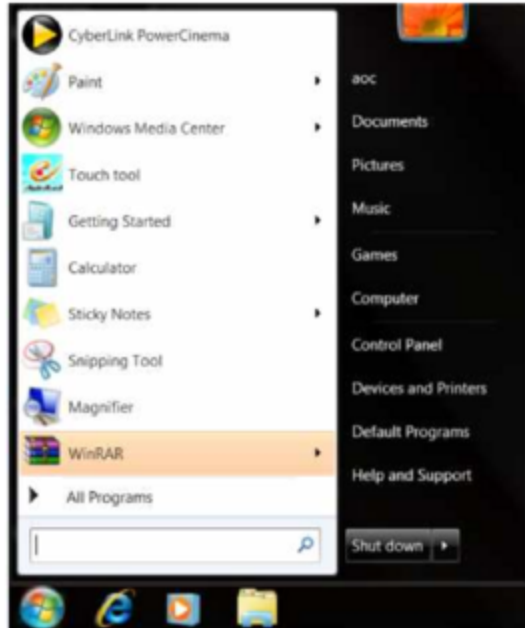 CyberLink PowerCinema
Paint
Windows Media Center
Touch tool
Getting Started
Calculator
Sticky Notes
Snipping Tool
Magnifier
WinRAR
All Programs
aoc
Documents
Pictures
Music
Games
Computer
Control Panel
Devices and Printers
Default Programs
Help and Support
Shut down